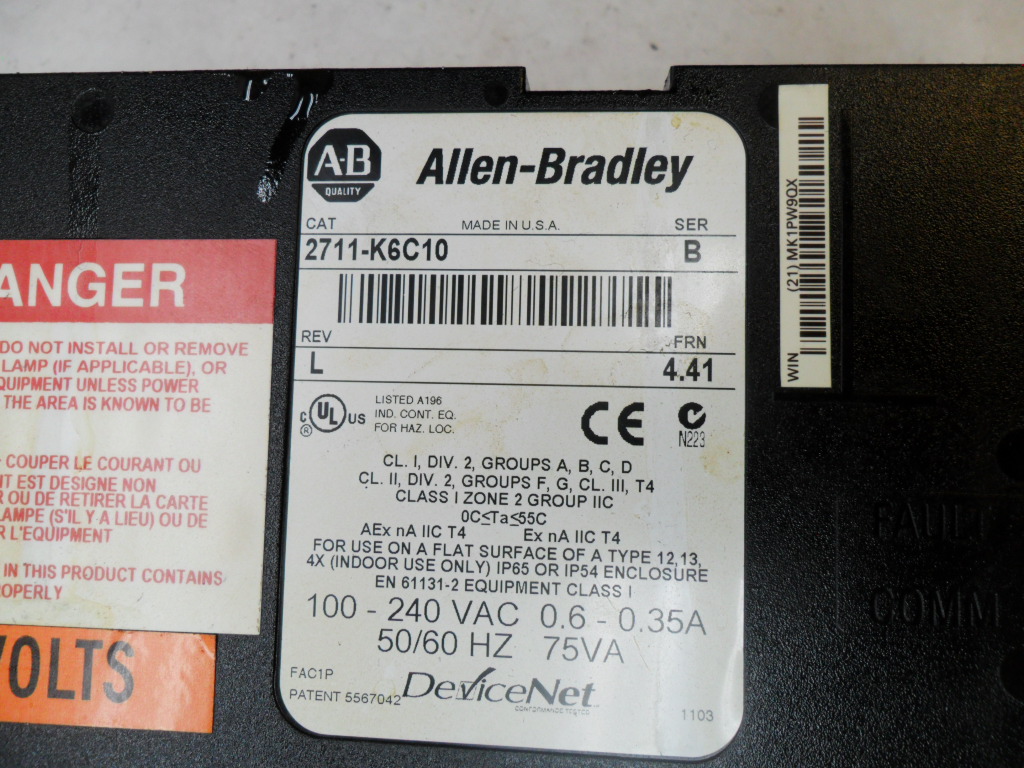 A-B
QUALITY
Allen-Bradley
CAT MADE IN U.S.A. SER
2711-K6C10 B
REV FRN
L 4.41
C UL US
LISTED A196
IND. CONT. EQ.
FOR HAZ. LOC.
CE
N223
CL. I, DIV. 2, GROUPS A, B, C, D
CL. II, DIV. 2, GROUPS F, G, CL. III, T4
CLASS I ZONE 2 GROUP IIC
0C≤Ta≤55C
AEx nA IIC T4 Ex nA IIC T4
FOR USE ON A FLAT SURFACE OF A TYPE 12,13,
4X (INDOOR USE ONLY) IP65 OR IP54 ENCLOSURE
EN 61131-2 EQUIPMENT CLASS I
100 - 240 VAC 0.6 - 0.35A
50/60 HZ 75VA
FAC1P
PATENT 5567042
DeviceNet
CONFORMANCE TESTED
1103
ANGER
DO NOT INSTALL OR REMOVE
LAMP (IF APPLICABLE), OR
QUIPMENT UNLESS POWER
THE AREA IS KNOWN TO BE
- COUPER LE COURANT OU
NT EST DESIGNE NON
R OU DE RETIRER LA CARTE
LAMPE (S'IL Y A LIEU) OU DE
R L'EQUIPMENT
IN THIS PRODUCT CONTAINS
ROPERLY
VOLTS
WIN (21) MK1PW9QX
FAULT
COMM